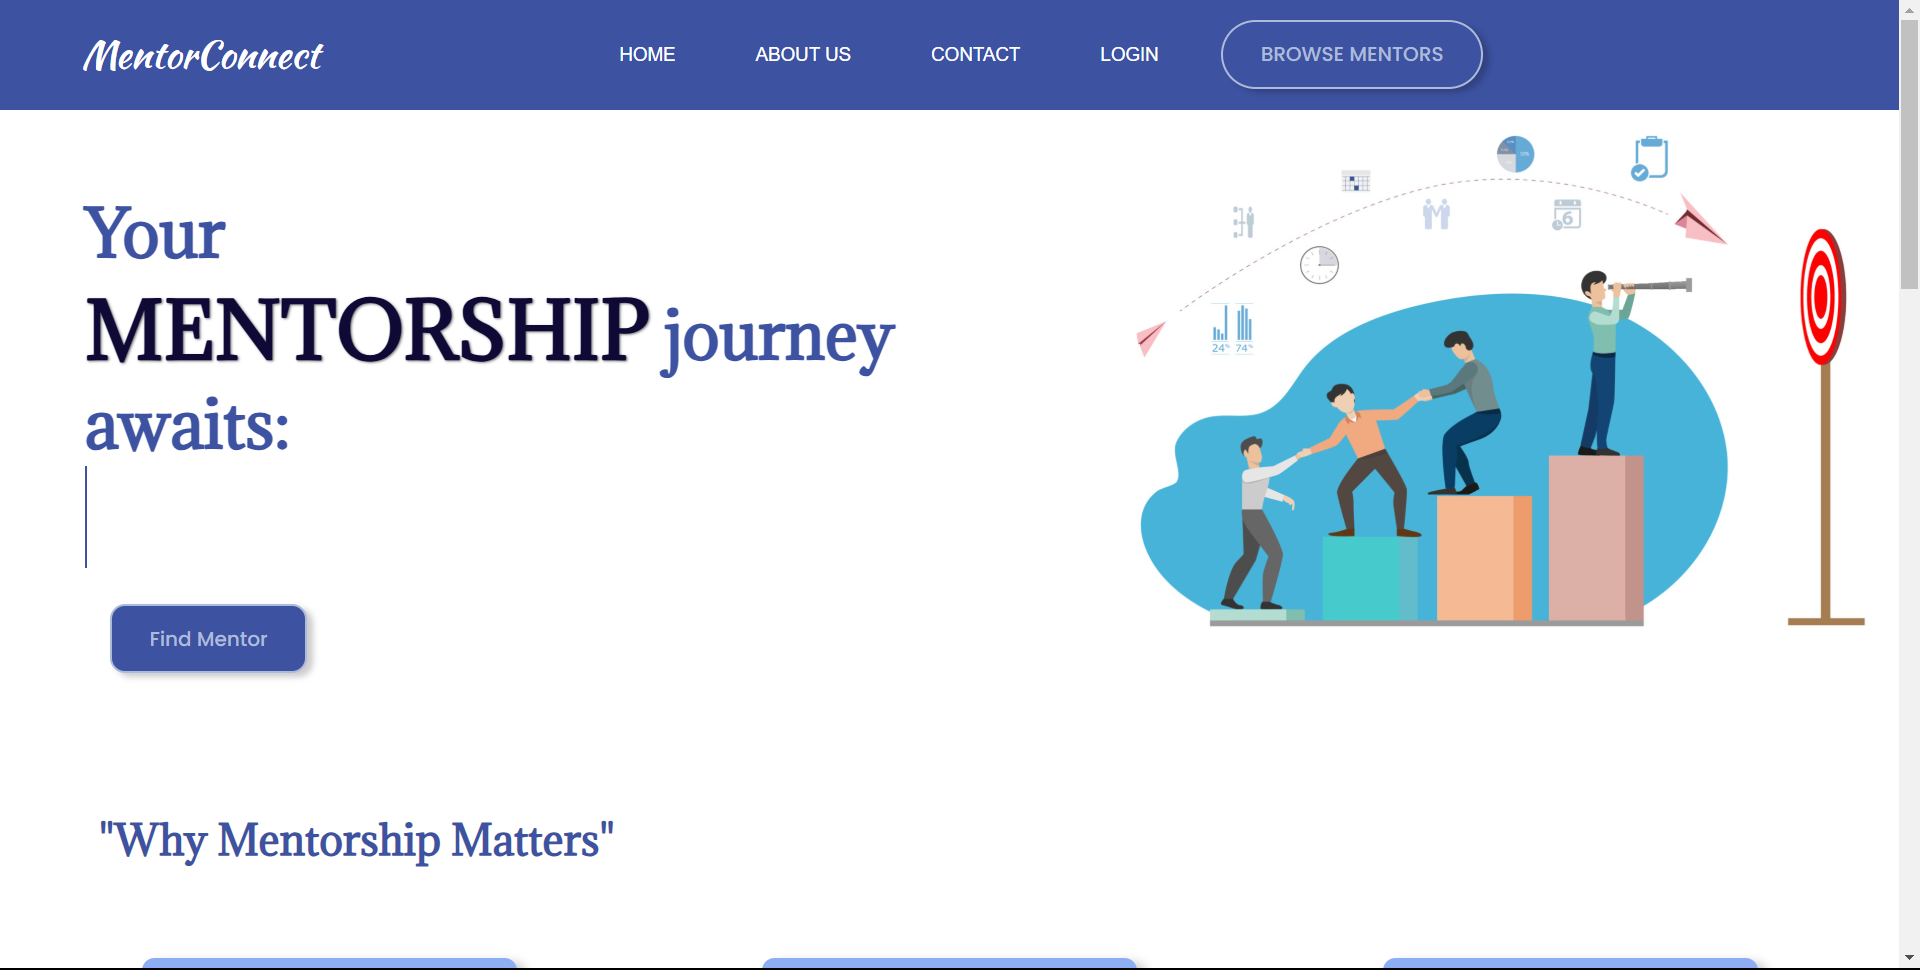 MentorConnect
HOME
ABOUT US
CONTACT
LOGIN
BROWSE MENTORS
Your
MENTORSHIP journey
awaits:
Find Mentor
6
24%
74%
"Why Mentorship Matters"